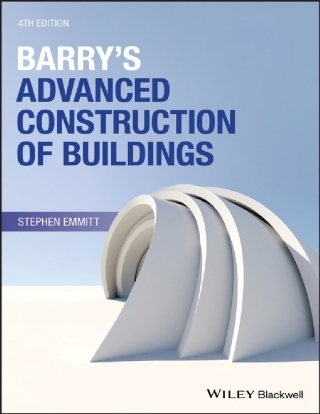 4TH EDITION
BARRY'S
ADVANCED
CONSTRUCTION
OF BUILDINGS
STEPHEN EMMITT
WILEY Blackwell